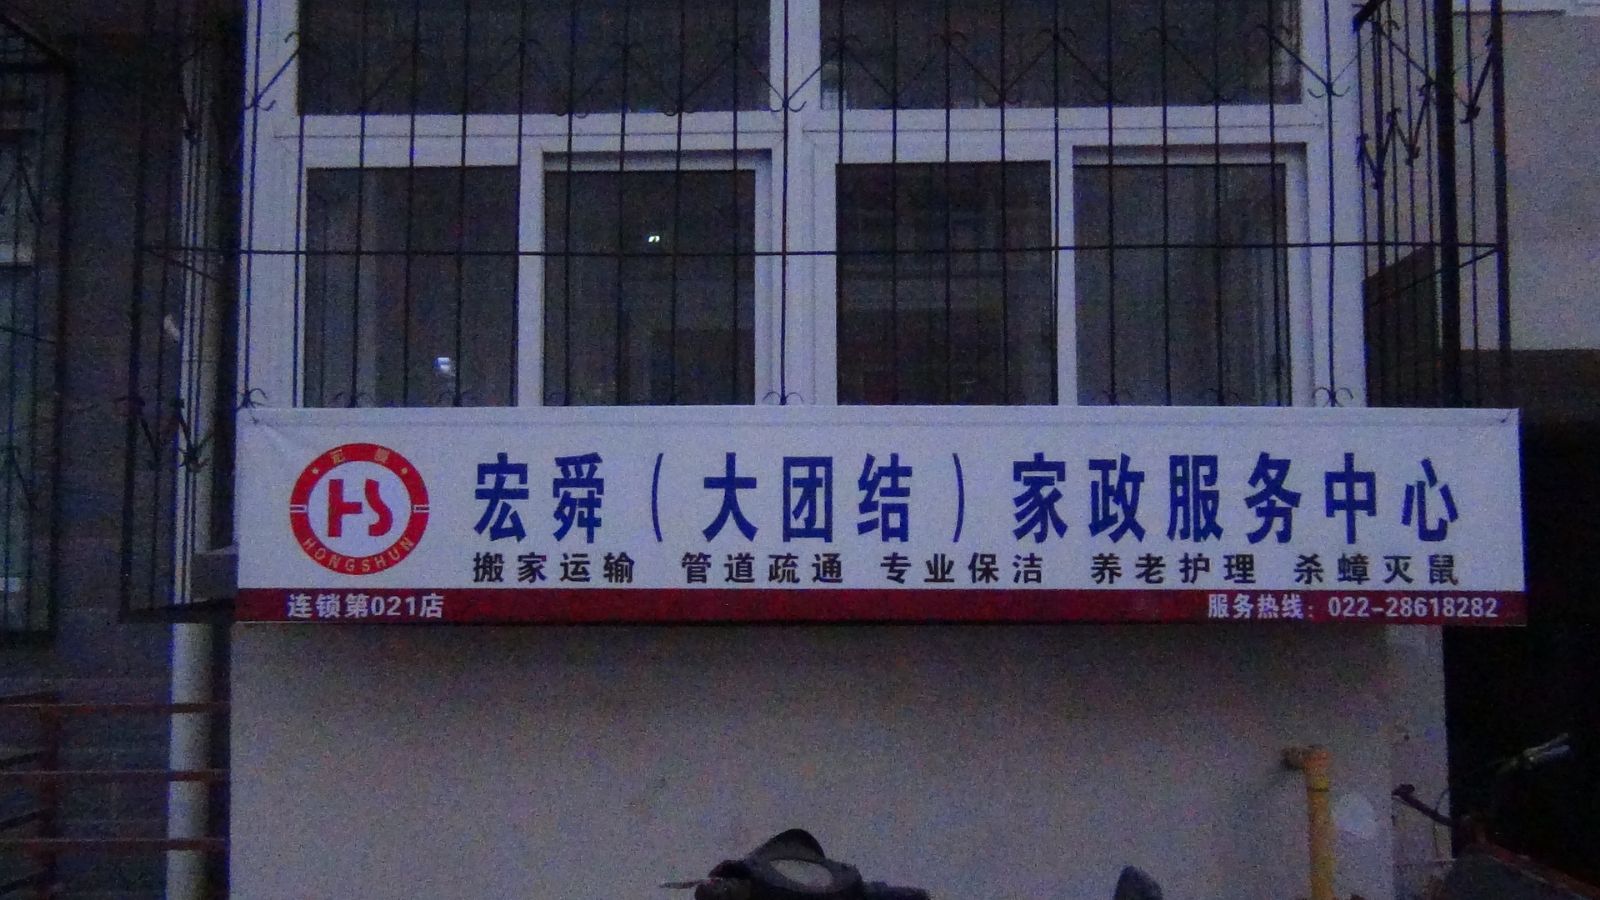 宏舜
HS
HONGSHUN
宏舜（大团结）家政服务中心
搬家运输 管道疏通 专业保洁 养老护理 杀蟑灭鼠
连锁第021店 服务热线：022-28618282